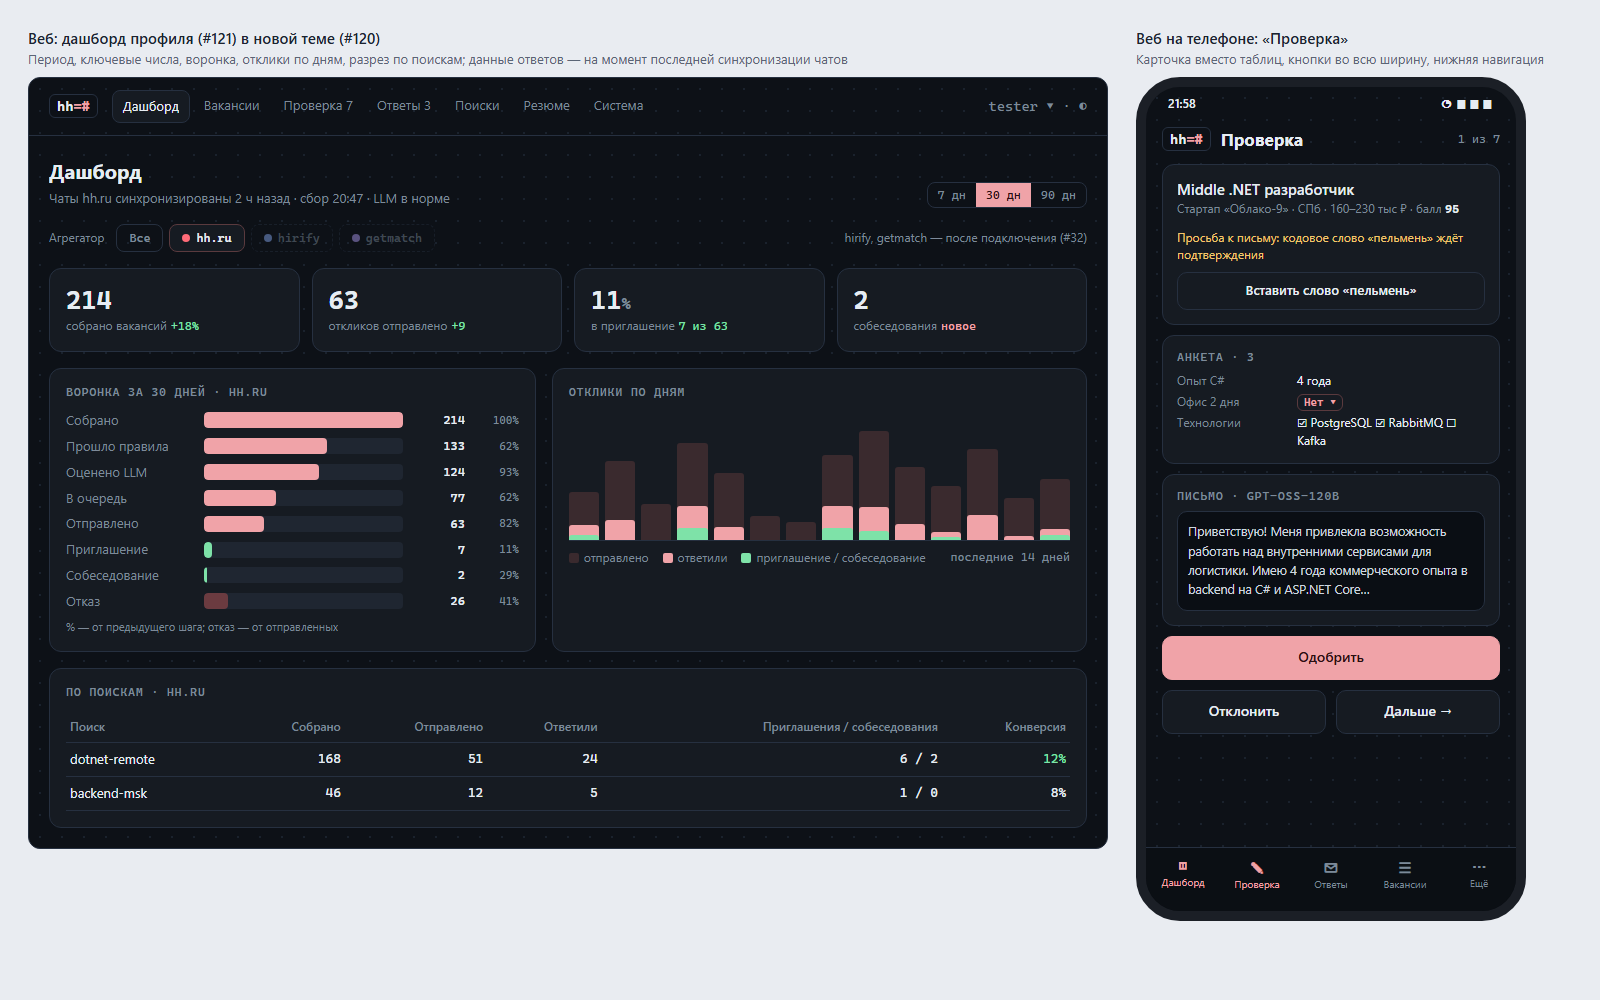 Веб: дашборд профиля (#121) в новой теме (#120)
Период, ключевые числа, воронка, отклики по дням, разрез по поискам; данные ответов — на момент последней синхронизации чатов
hh=#
Дашборд
Вакансии
Проверка 7
Ответы 3
Поиски
Резюме
Система
tester ▾ · ◐
Дашборд
Чаты hh.ru синхронизированы 2 ч назад · сбор 20:47 · LLM в норме
7 дн
30 дн
90 дн
Агрегатор
Все
hh.ru
hirify
getmatch
hirify, getmatch — после подключения (#32)
214
собрано вакансий +18%
63
откликов отправлено +9
11%
в приглашение 7 из 63
2
собеседования новое
ВОРОНКА ЗА 30 ДНЕЙ · HH.RU
Собрано 214 100%
Прошло правила 133 62%
Оценено LLM 124 93%
В очередь 77 62%
Отправлено 63 82%
Приглашение 7 11%
Собеседование 2 29%
Отказ 26 41%
% — от предыдущего шага; отказ — от отправленных
ОТКЛИКИ ПО ДНЯМ
отправлено
ответили
приглашение / собеседование
последние 14 дней
ПО ПОИСКАМ · HH.RU
Поиск Собрано Отправлено Ответили Приглашения / собеседования Конверсия
dotnet-remote 168 51 24 6 / 2 12%
backend-msk 46 12 5 1 / 0 8%
Веб на телефоне: «Проверка»
Карточка вместо таблиц, кнопки во всю ширину, нижняя навигация
21:58
hh=#
Проверка
1 из 7
Middle .NET разработчик
Стартап «Облако-9» · СПб · 160–230 тыс ₽ · балл 95
Просьба к письму: кодовое слово «пельмень» ждёт
подтверждения
Вставить слово «пельмень»
АНКЕТА · 3
Опыт C# 4 года
Офис 2 дня Нет ▾
Технологии ☑ PostgreSQL ☑ RabbitMQ ☐
Kafka
ПИСЬМО · GPT-OSS-120B
Приветствую! Меня привлекла возможность
работать над внутренними сервисами для
логистики. Имею 4 года коммерческого опыта в
backend на C# и ASP.NET Core…
Одобрить
Отклонить
Дальше →
Дашборд
Проверка
Ответы
Вакансии
Ещё